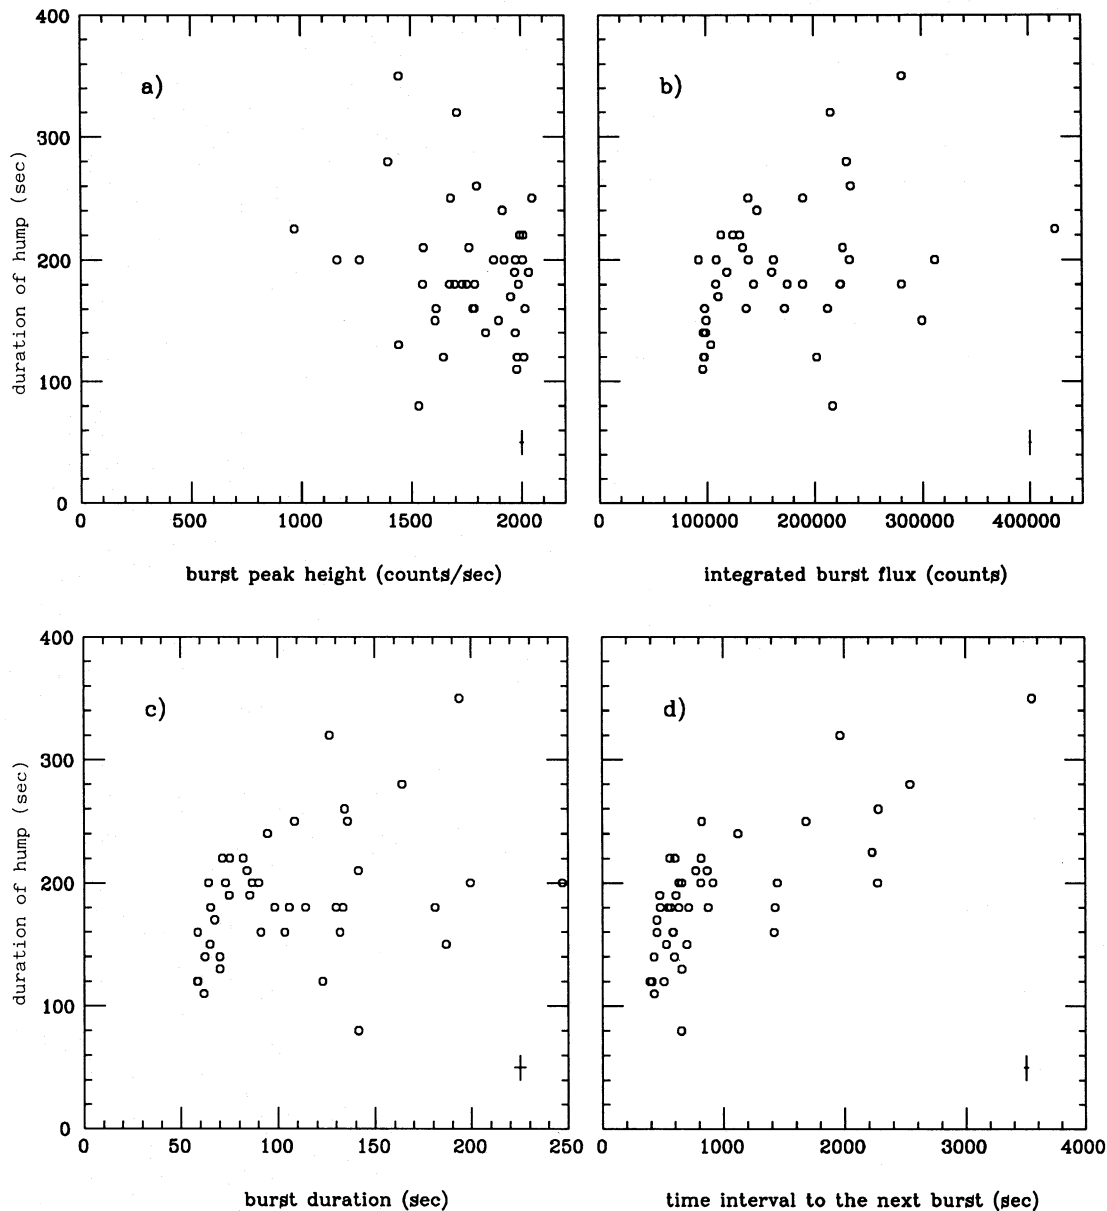 400
300
200
100
0
duration of hump (sec)
a)
0 500 1000 1500 2000
burst peak height (counts/sec)
b)
0 100000 200000 300000 400000
integrated burst flux (counts)
400
300
200
100
0
duration of hump (sec)
c)
0 50 100 150 200 250
burst duration (sec)
d)
0 1000 2000 3000 4000
time interval to the next burst (sec)